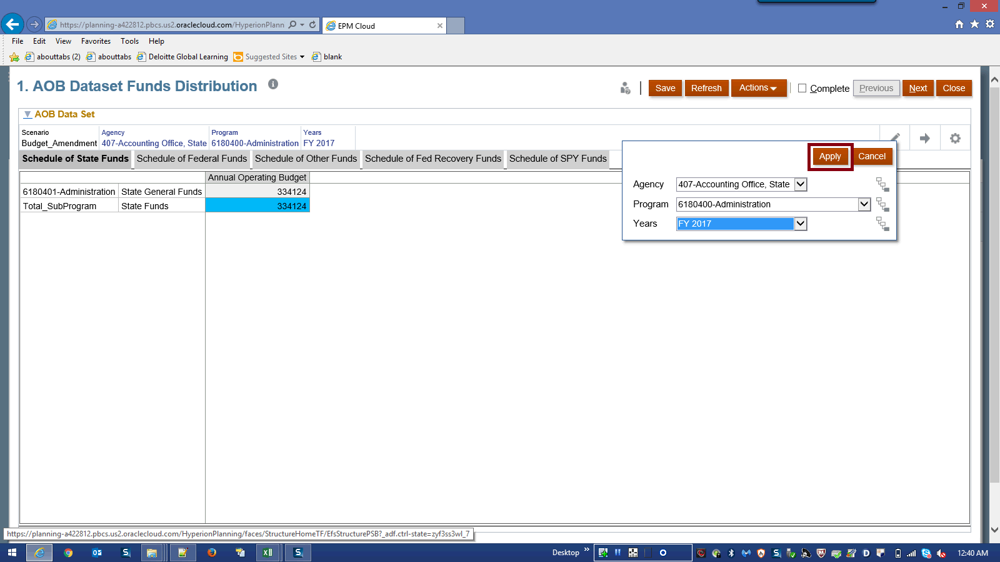 https://planning-a422812.pbcs.us2.oraclecloud.com/HyperionPlann
EPM Cloud
File Edit View Favorites Tools Help
abouttabs (2) abouttabs Deloitte Global Learning Suggested Sites blank
1. AOB Dataset Funds Distribution
Save Refresh Actions Complete Previous Next Close
AOB Data Set
Scenario Agency Program Years
Budget_Amendment 407-Accounting Office, State 6180400-Administration FY 2017
Schedule of State Funds Schedule of Federal Funds Schedule of Other Funds Schedule of Fed Recovery Funds Schedule of SPY Funds
Annual Operating Budget
6180401-Administration State General Funds 334124
Total_SubProgram State Funds 334124
Apply Cancel
Agency 407-Accounting Office, State
Program 6180400-Administration
Years FY 2017
https://planning-a422812.pbcs.us2.oraclecloud.com/HyperionPlanning/faces/StructureHomeTF/EfsStructurePSB?_adf.ctrl-state=zyf3ss3wl_7
Desktop 12:40 AM